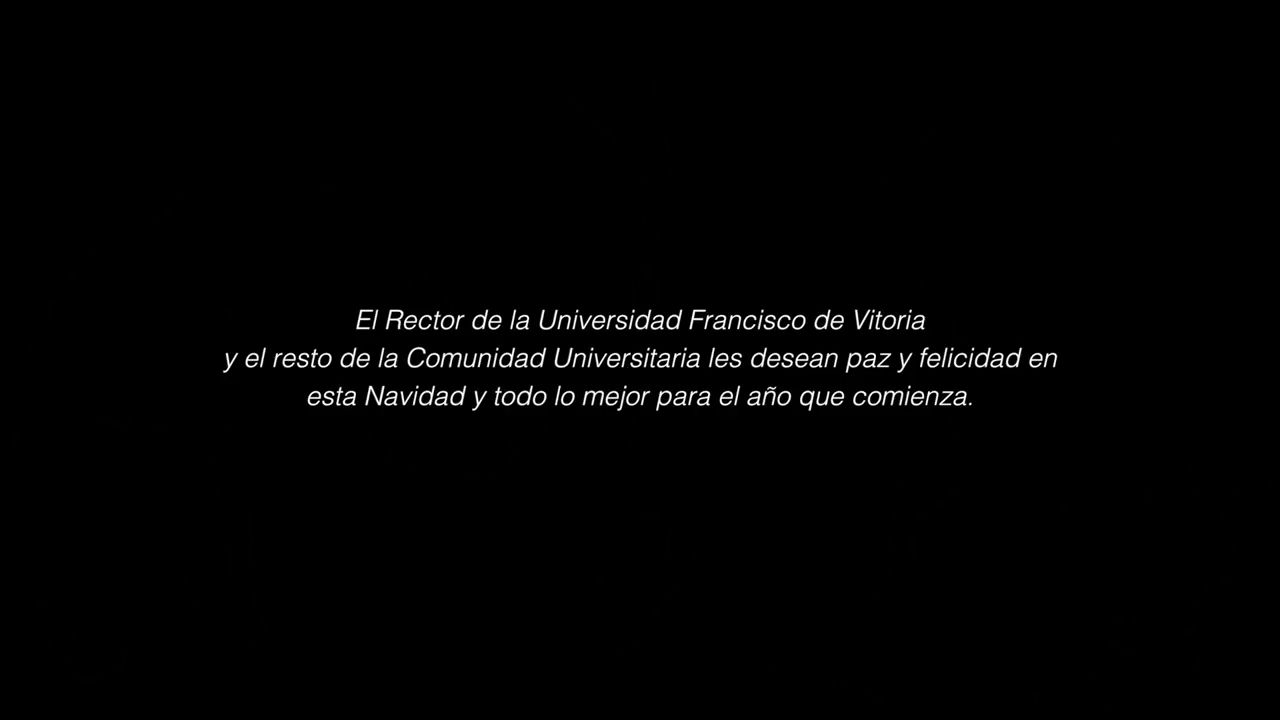 El Rector de la Universidad Francisco de Vitoria
y el resto de la Comunidad Universitaria les desean paz y felicidad en
esta Navidad y todo lo mejor para el año que comienza.